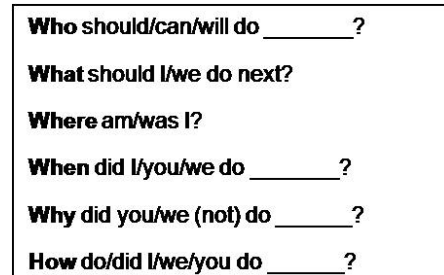 Who should/can/will do _______?
What should I/we do next?
Where am/was I?
When did I/you/we do _______?
Why did you/we (not) do ______?
How do/did I/we/you do ______?